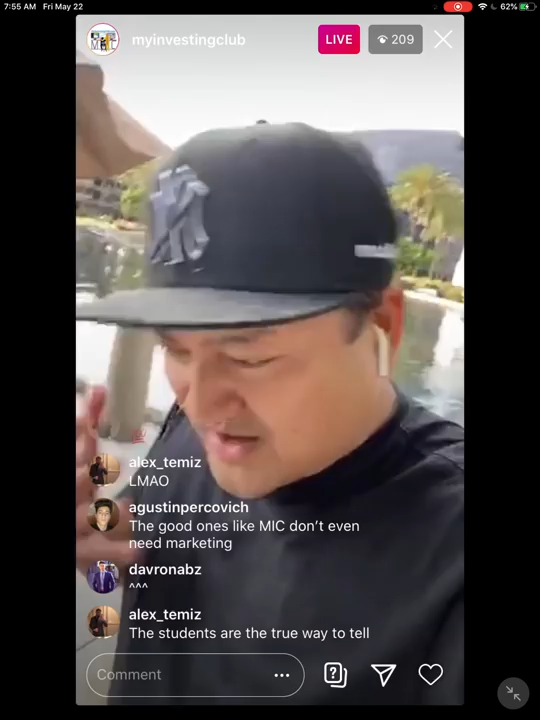 7:55 AM Fri May 22
62%
myinvestingclub
LIVE
209
alex_temiz
LMAO
agustinpercovich
The good ones like MIC don’t even
need marketing
davronabz
^^^
alex_temiz
The students are the true way to tell
Comment